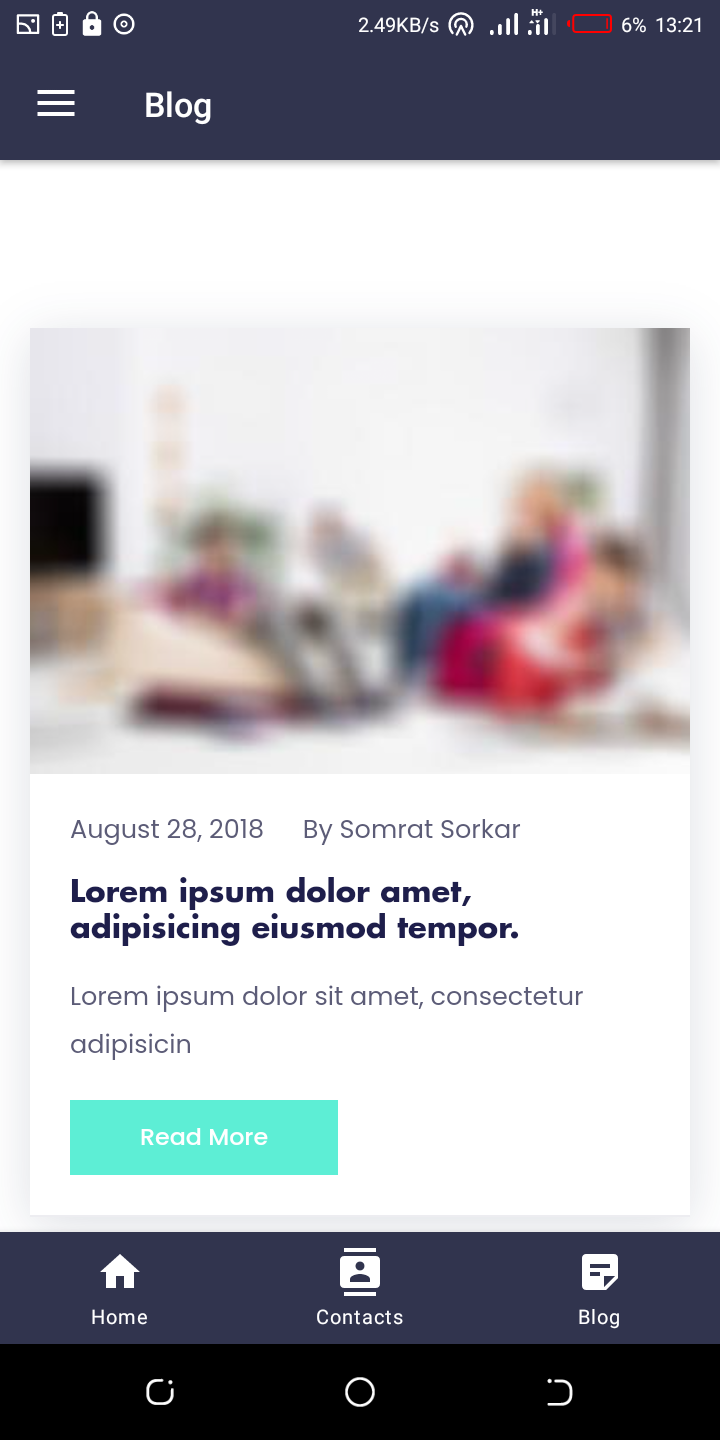 2.49KB/s H+ 6% 13:21
Blog
August 28, 2018 By Somrat Sorkar
Lorem ipsum dolor amet,
adipisicing eiusmod tempor.
Lorem ipsum dolor sit amet, consectetur
adipisicin
Read More
Home Contacts Blog